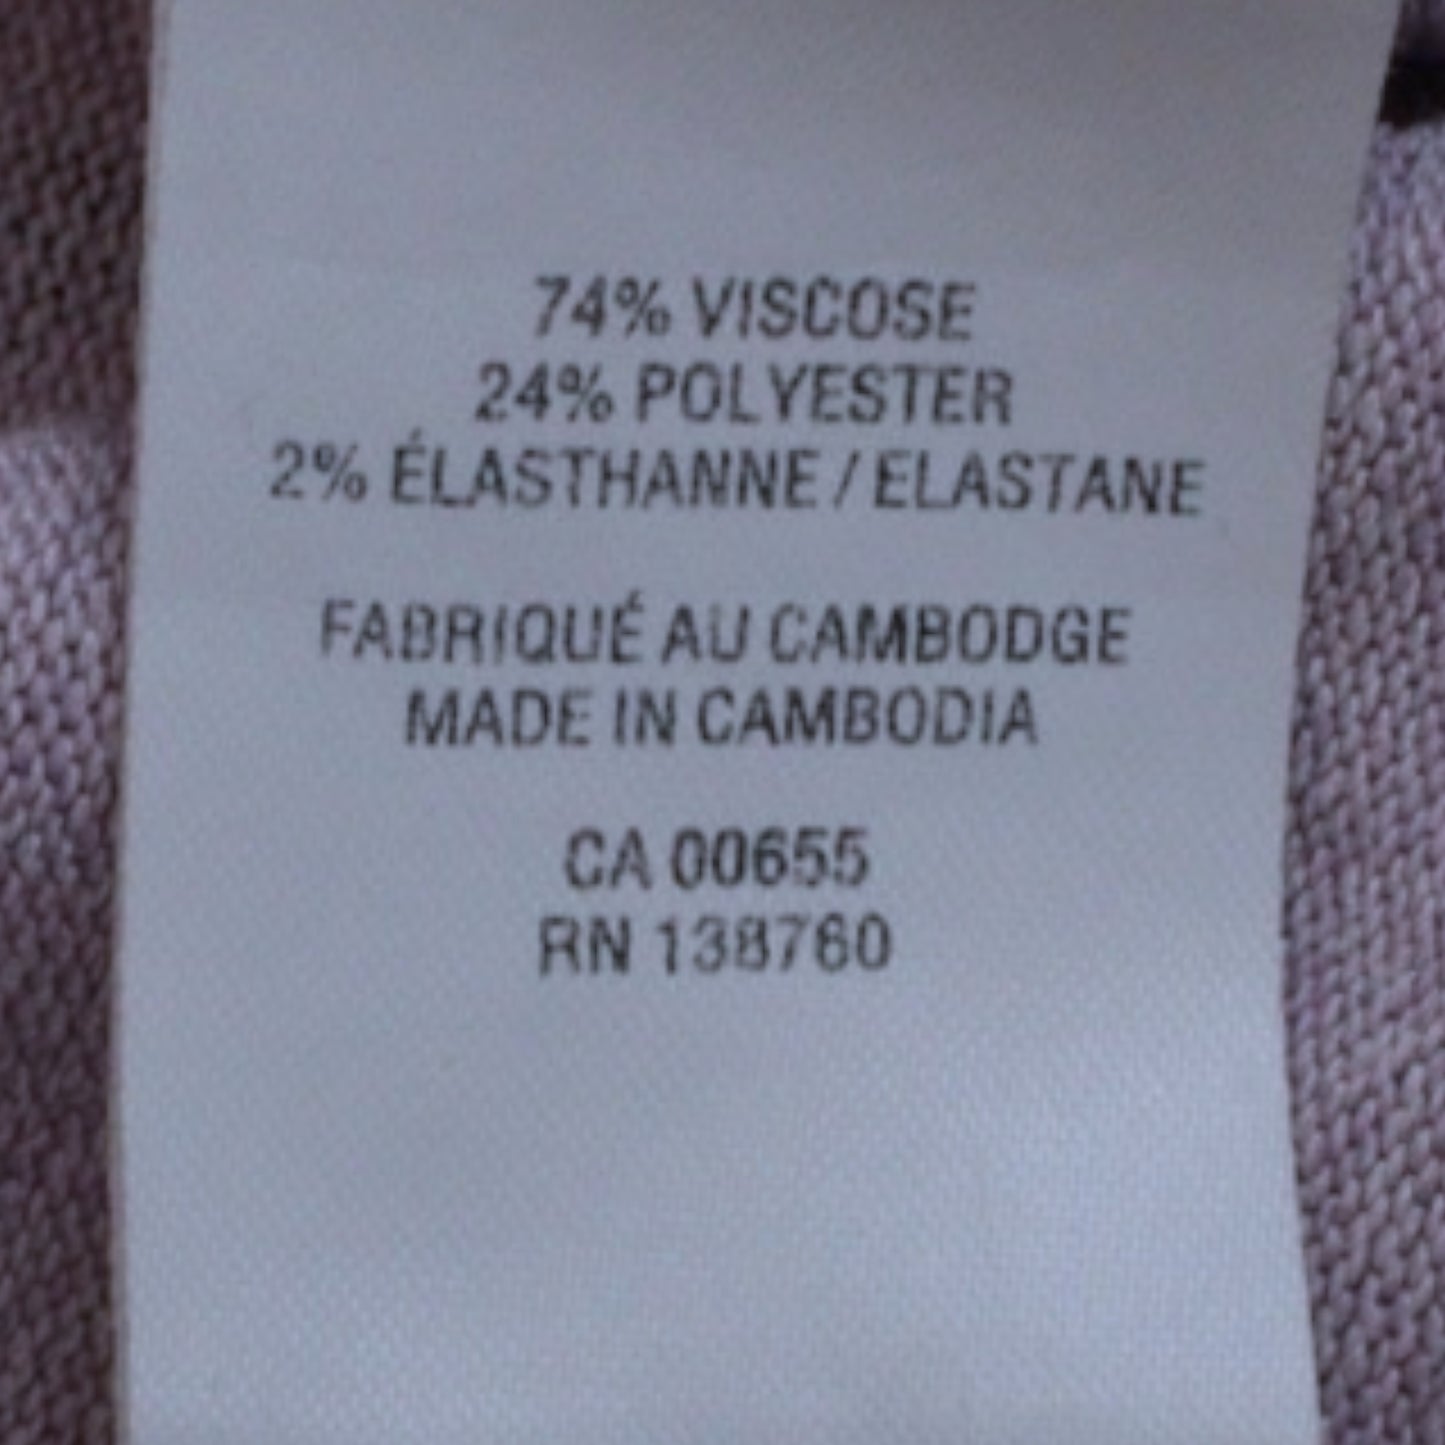 74% VISCOSE
24% POLYESTER
2% ÉLASTHANNE / ELASTANE
FABRIQUÉ AU CAMBODGE
MADE IN CAMBODIA
CA 00655
RN 138760